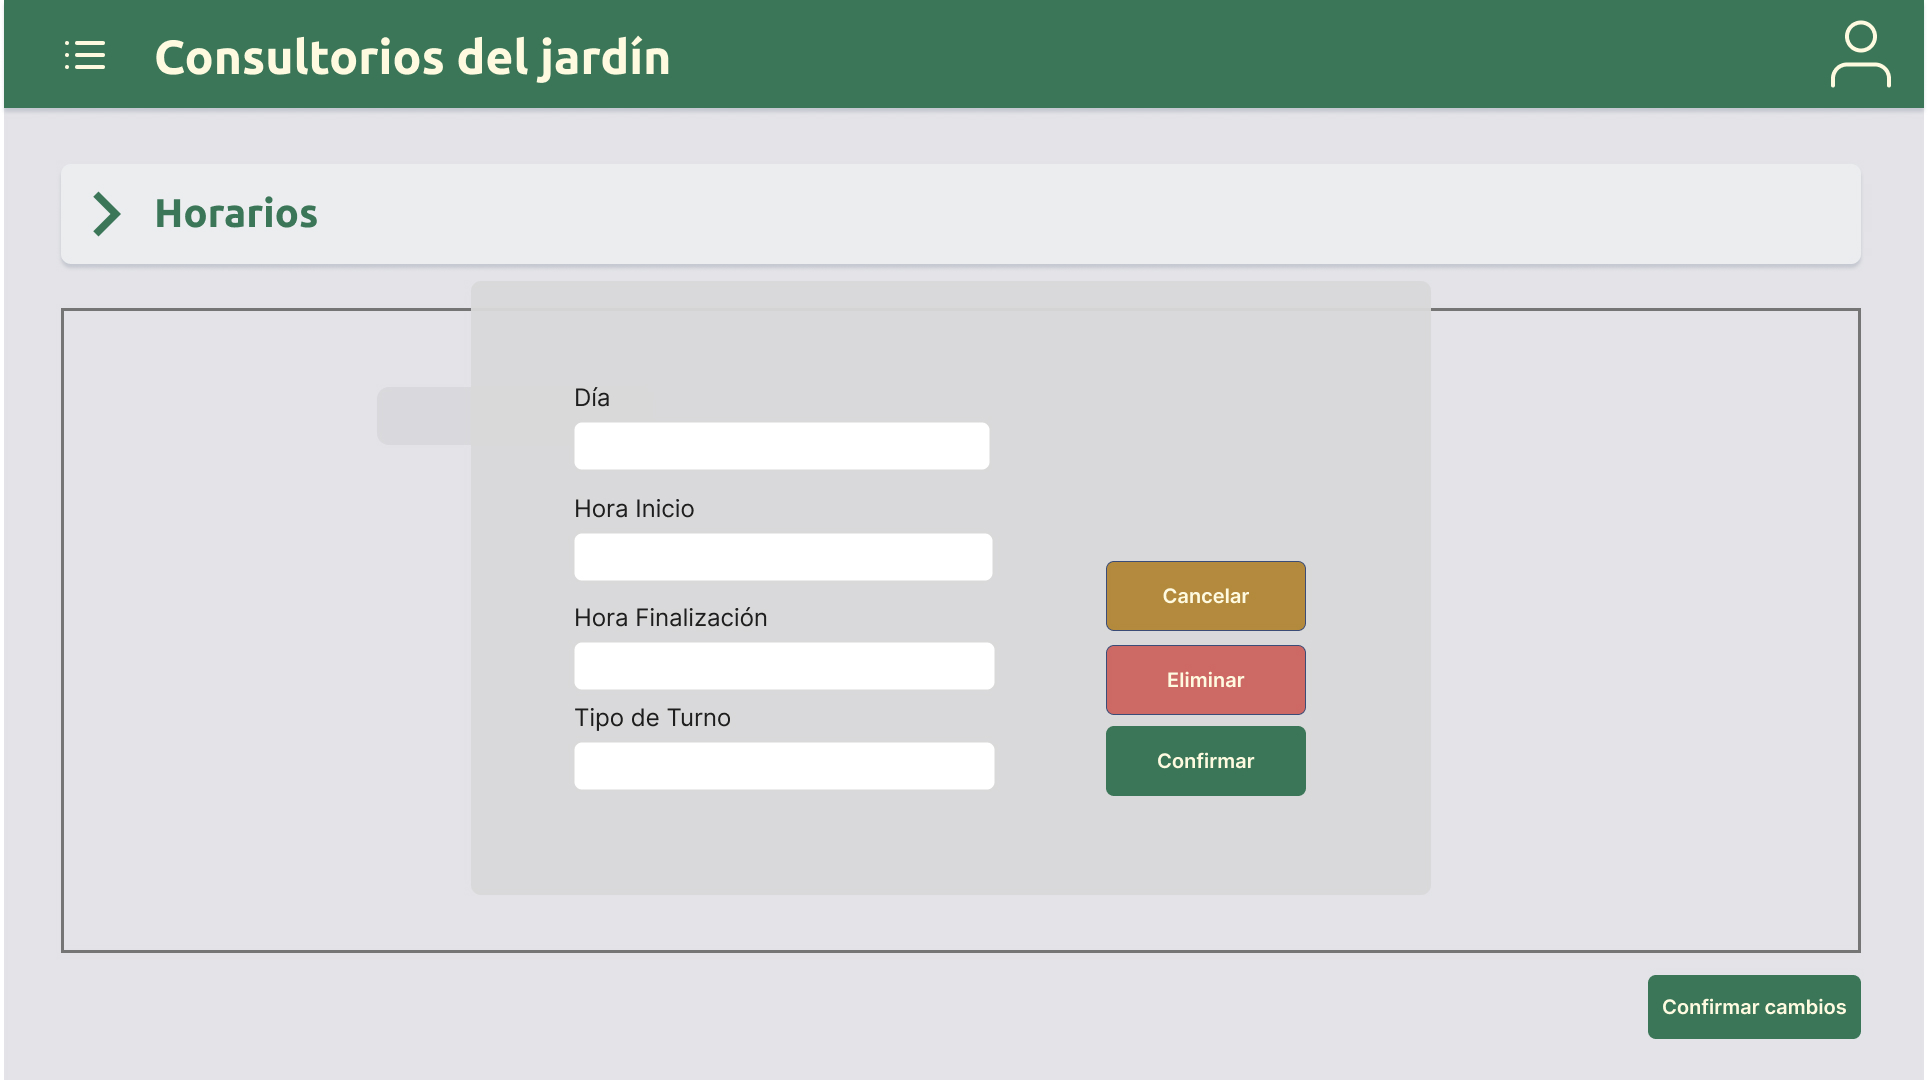 Consultorios del jardín
Horarios
Día
Hora Inicio
Hora Finalización
Tipo de Turno
Cancelar
Eliminar
Confirmar
Confirmar cambios